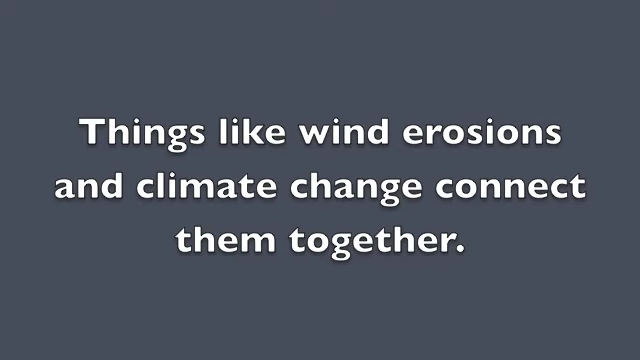 Things like wind erosions
and climate change connect
them together.